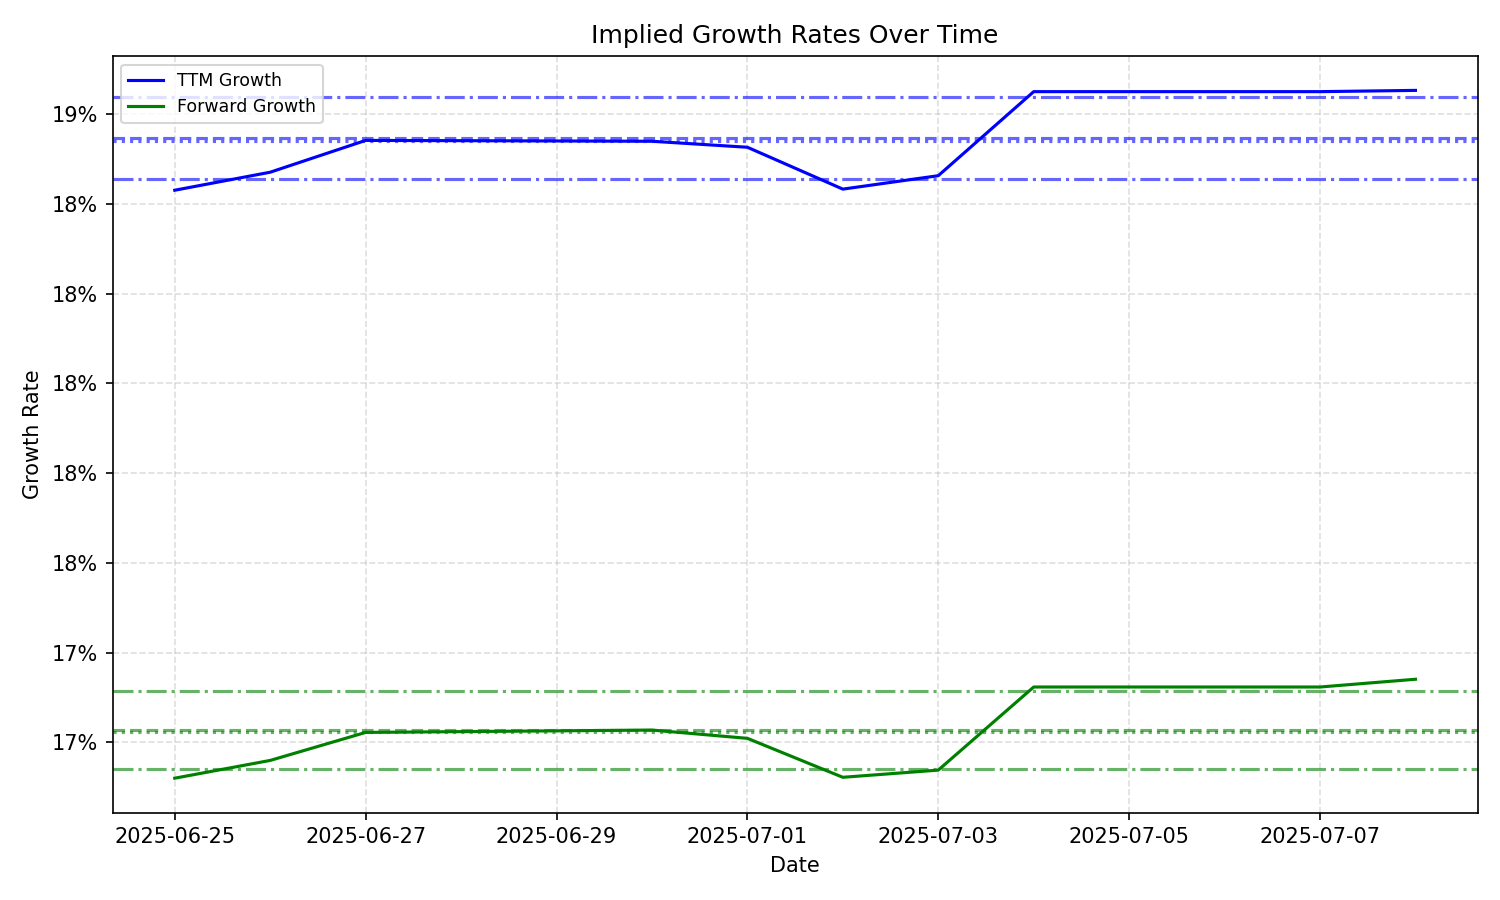 Implied Growth Rates Over Time
TTM Growth
Forward Growth
19%
18%
18%
18%
18%
18%
17%
17%
Growth Rate
2025-06-25 2025-06-27 2025-06-29 2025-07-01 2025-07-03 2025-07-05 2025-07-07
Date